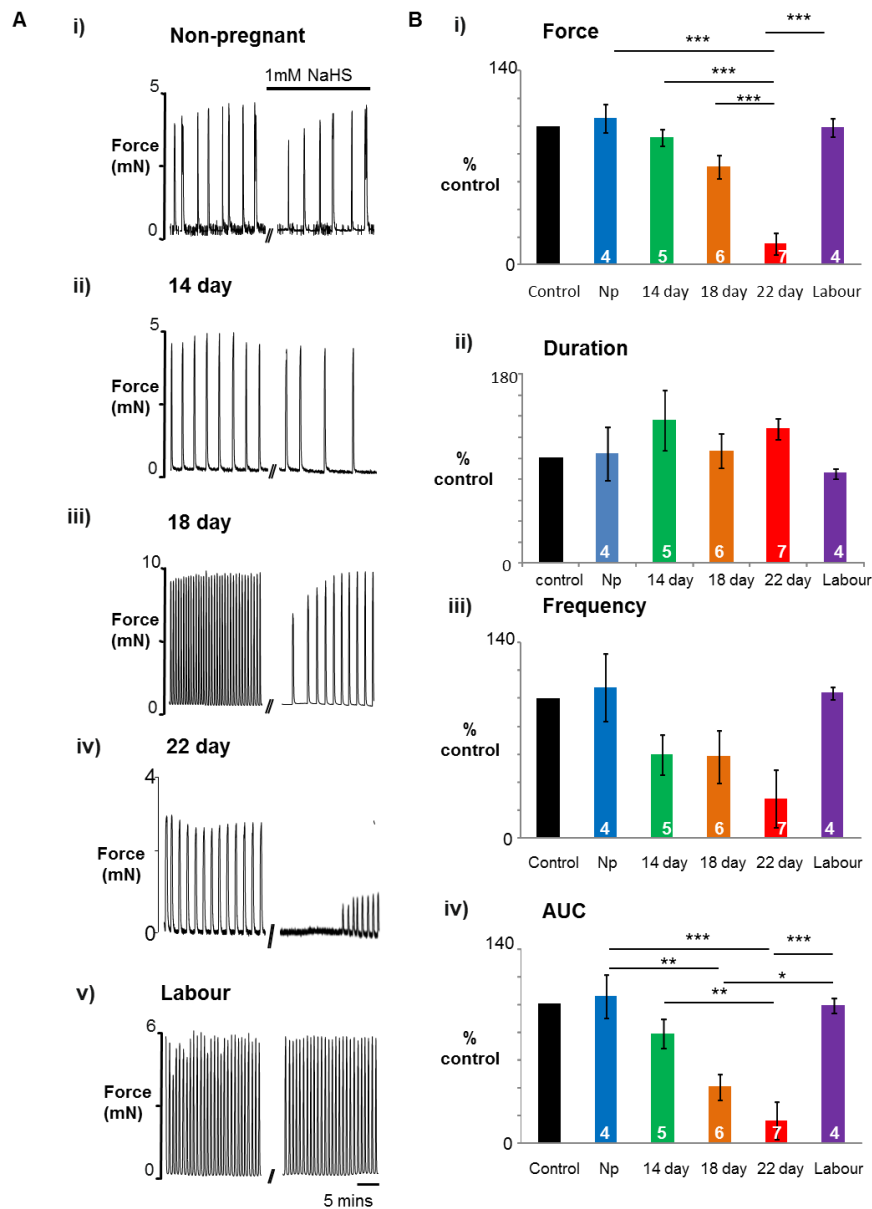 A
i)
Non-pregnant
1mM NaHS
5
Force
(mN)
0
//
ii)
14 day
5
Force
(mN)
0
//
iii)
18 day
10
Force
(mN)
0
//
iv)
22 day
4
Force
(mN)
0
//
v)
Labour
6
Force
(mN)
0
//
5 mins
B
i)
Force
***
***
***
***
140
%
control
0
4
5
6
7
4
Control Np 14 day 18 day 22 day Labour
ii)
Duration
180
%
control
0
4
5
6
7
4
control Np 14 day 18 day 22 day Labour
iii)
Frequency
140
%
control
0
4
5
6
7
4
Control Np 14 day 18 day 22 day Labour
iv)
AUC
***
***
**
*
**
140
%
control
0
4
5
6
7
4
Control Np 14 day 18 day 22 day Labour